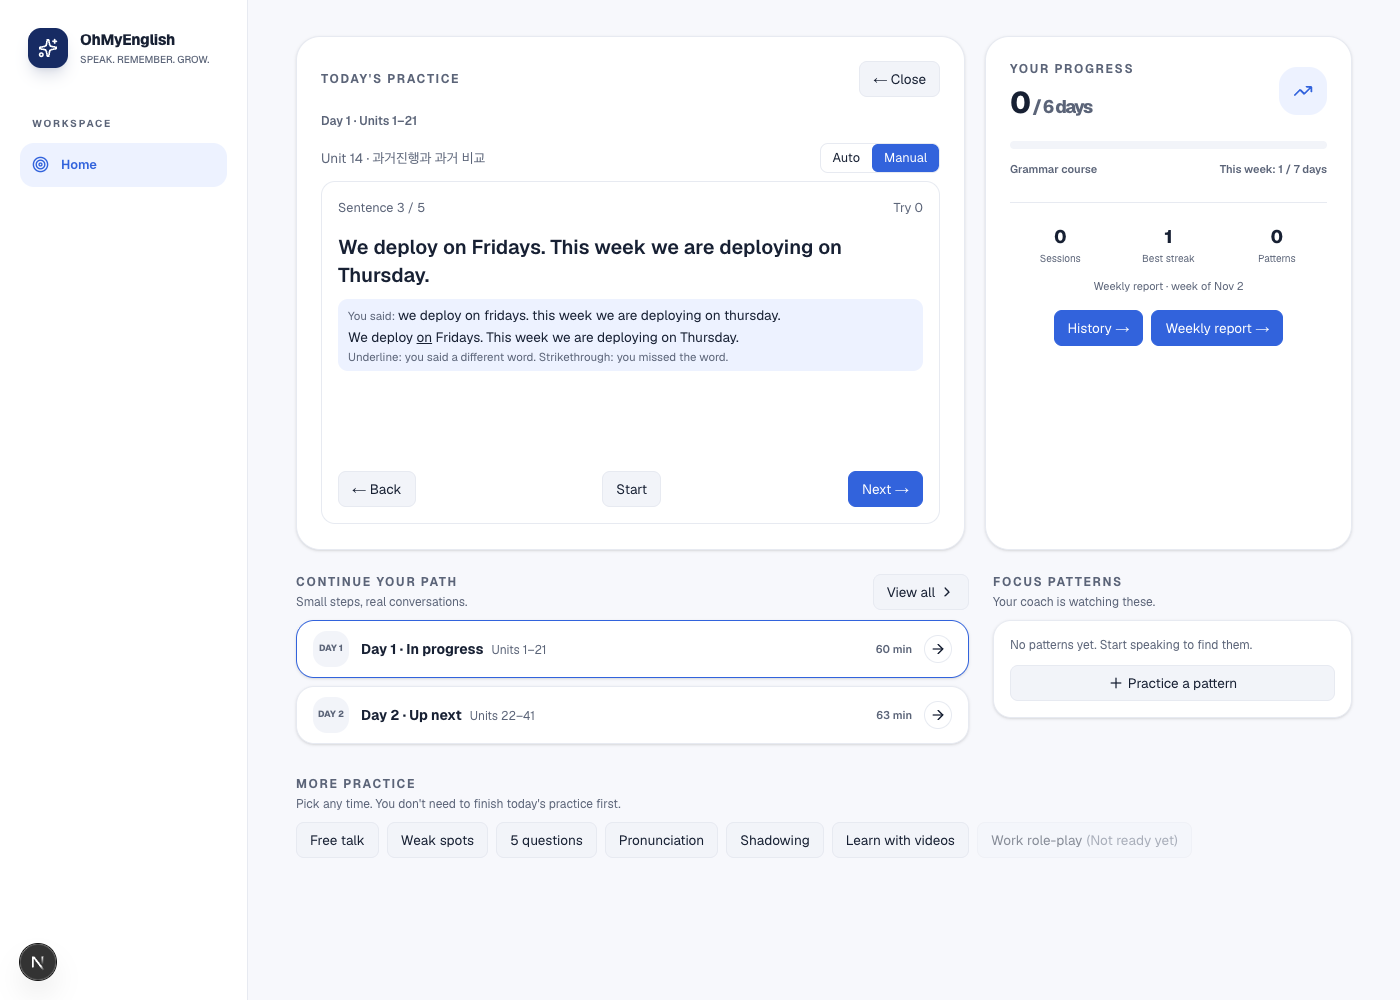 OhMyEnglish
SPEAK. REMEMBER. GROW.
WORKSPACE
Home
TODAY'S PRACTICE
← Close
Day 1 · Units 1–21
Unit 14 · 과거진행과 과거 비교
Auto
Manual
Sentence 3 / 5
Try 0
We deploy on Fridays. This week we are deploying on
Thursday.
You said: we deploy on fridays. this week we are deploying on thursday.
We deploy on Fridays. This week we are deploying on Thursday.
Underline: you said a different word. Strikethrough: you missed the word.
← Back
Start
Next →
YOUR PROGRESS
0 / 6 days
Grammar course
This week: 1 / 7 days
0
Sessions
1
Best streak
0
Patterns
Weekly report · week of Nov 2
History →
Weekly report →
CONTINUE YOUR PATH
Small steps, real conversations.
View all
DAY 1
Day 1 · In progress Units 1–21
60 min
DAY 2
Day 2 · Up next Units 22–41
63 min
FOCUS PATTERNS
Your coach is watching these.
No patterns yet. Start speaking to find them.
+ Practice a pattern
MORE PRACTICE
Pick any time. You don't need to finish today's practice first.
Free talk
Weak spots
5 questions
Pronunciation
Shadowing
Learn with videos
Work role-play (Not ready yet)
N